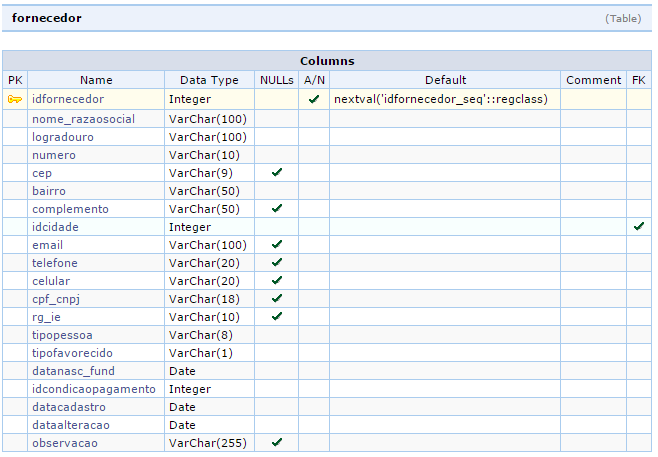 fornecedor (Table)
Columns
PK Name Data Type NULLs A/N Default Comment FK
idfornecedor Integer nextval('idfornecedor_seq'::regclass)
nome_razaosocial VarChar(100)
logradouro VarChar(100)
numero VarChar(10)
cep VarChar(9)
bairro VarChar(50)
complemento VarChar(50)
idcidade Integer
email VarChar(100)
telefone VarChar(20)
celular VarChar(20)
cpf_cnpj VarChar(18)
rg_ie VarChar(10)
tipopessoa VarChar(8)
tipofavorecido VarChar(1)
datanasc_fund Date
idcondicaopagamento Integer
datacadastro Date
dataalteracao Date
observacao VarChar(255)